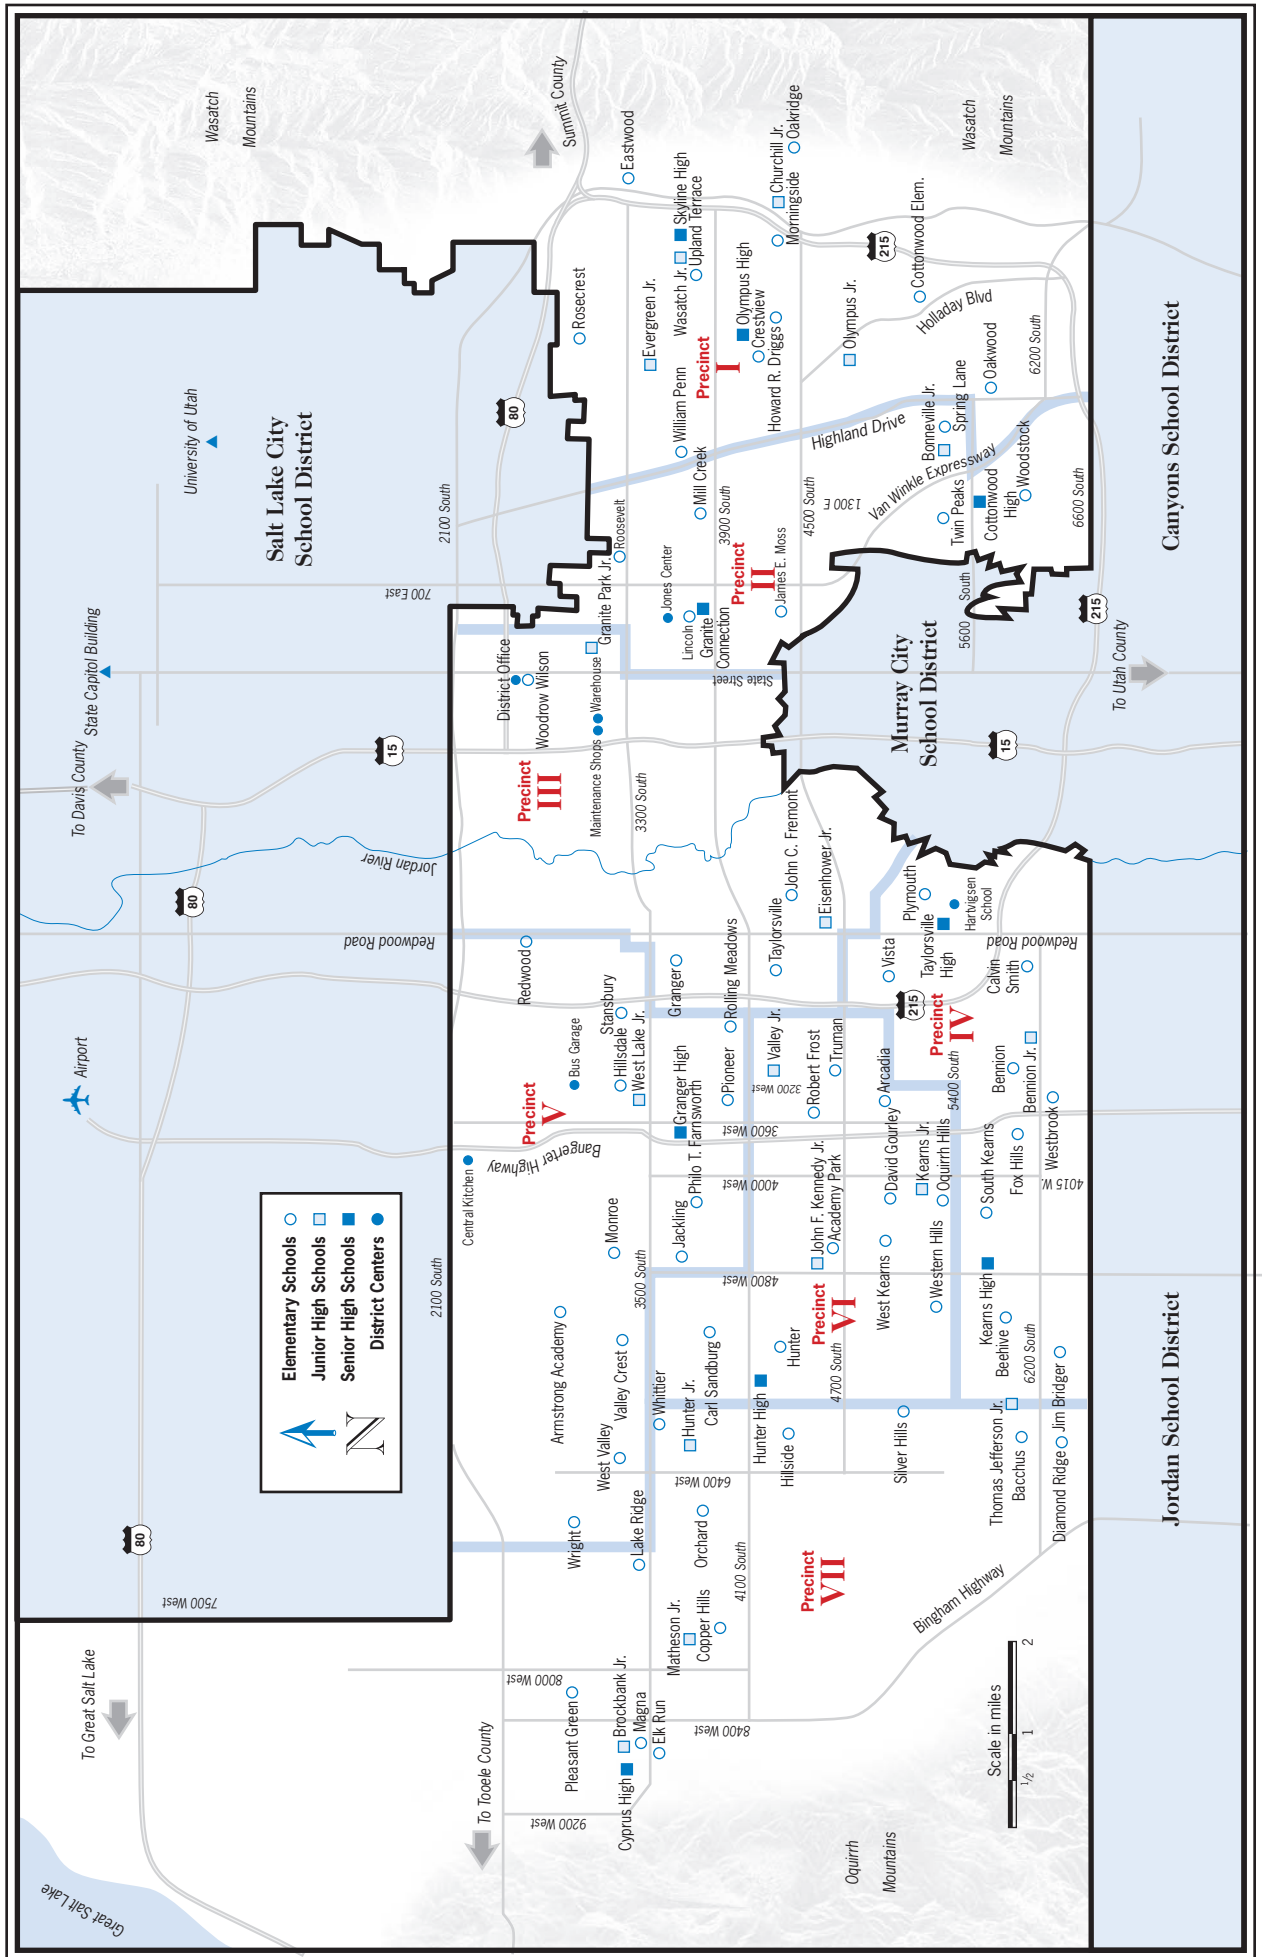 Wasatch
Mountains
Summit County
Eastwood
Skyline High
Wasatch Jr.
Upland Terrace
Churchill Jr.
Oakridge
Morningside
Wasatch
Mountains
215
Cottonwood Elem.
Holladay Blvd
Rosecrest
Evergreen Jr.
Olympus High
Crestview
Howard R. Driggs
Olympus Jr.
Oakwood
6200 South
Precinct
I
William Penn
Mill Creek
Highland Drive
Bonneville Jr.
Spring Lane
Van Winkle Expressway
Woodstock
Twin Peaks
Cottonwood
High
6600 South
Canyons School District
University of Utah
Salt Lake City
School District
80
2100 South
3900 South
4500 South
1300 E
Roosevelt
Precinct
II
James E. Moss
Jones Center
Lincoln
Granite
Connection
Granite Park Jr.
700 East
State Capitol Building
District Office
Woodrow Wilson
Warehouse
Maintenance Shops
State Street
5600
South
215
Murray City
School District
To Utah County
15
15
To Davis County
Precinct
III
3300 South
Jordan River
80
John C. Fremont
Eisenhower Jr.
Taylorsville
Plymouth
Taylorsville
High
Hartvigsen
School
Redwood Road
Redwood Road
Redwood
Stansbury
Granger
Rolling Meadows
Vista
Calvin
Smith
215
Precinct
IV
Airport
Bus Garage
Hillsdale
West Lake Jr.
Granger High
Philo T. Farnsworth
Pioneer
Valley Jr.
3200 West
Robert Frost
Truman
Arcadia
5400 South
Bennion
Bennion Jr.
Westbrook
Precinct
V
Bangerter Highway
3600 West
4000 West
4015 W.
Central Kitchen
Monroe
Jackling
John F. Kennedy Jr.
Academy Park
David Gourley
Kearns Jr.
Oquirrh Hills
South Kearns
Fox Hills
Elementary Schools
Junior High Schools
Senior High Schools
District Centers
N
2100 South
3500 South
4800 West
West Kearns
Western Hills
Kearns High
Beehive
6200 South
Precinct
VI
4700 South
Armstrong Academy
Valley Crest
Whittier
Carl Sandburg
Hunter Jr.
Hunter
Hunter High
Hillside
Silver Hills
Thomas Jefferson Jr.
Bacchus
Jim Bridger
Diamond Ridge
Jordan School District
West Valley
6400 West
Wright
Lake Ridge
Orchard
4100 South
Precinct
VII
Bingham Highway
80
7500 West
Matheson Jr.
Copper Hills
8000 West
Pleasant Green
Brockbank Jr.
Magna
Elk Run
Cyprus High
8400 West
9200 West
To Great Salt Lake
To Tooele County
Great Salt Lake
Oquirrh
Mountains
Scale in miles
1/2
1
2